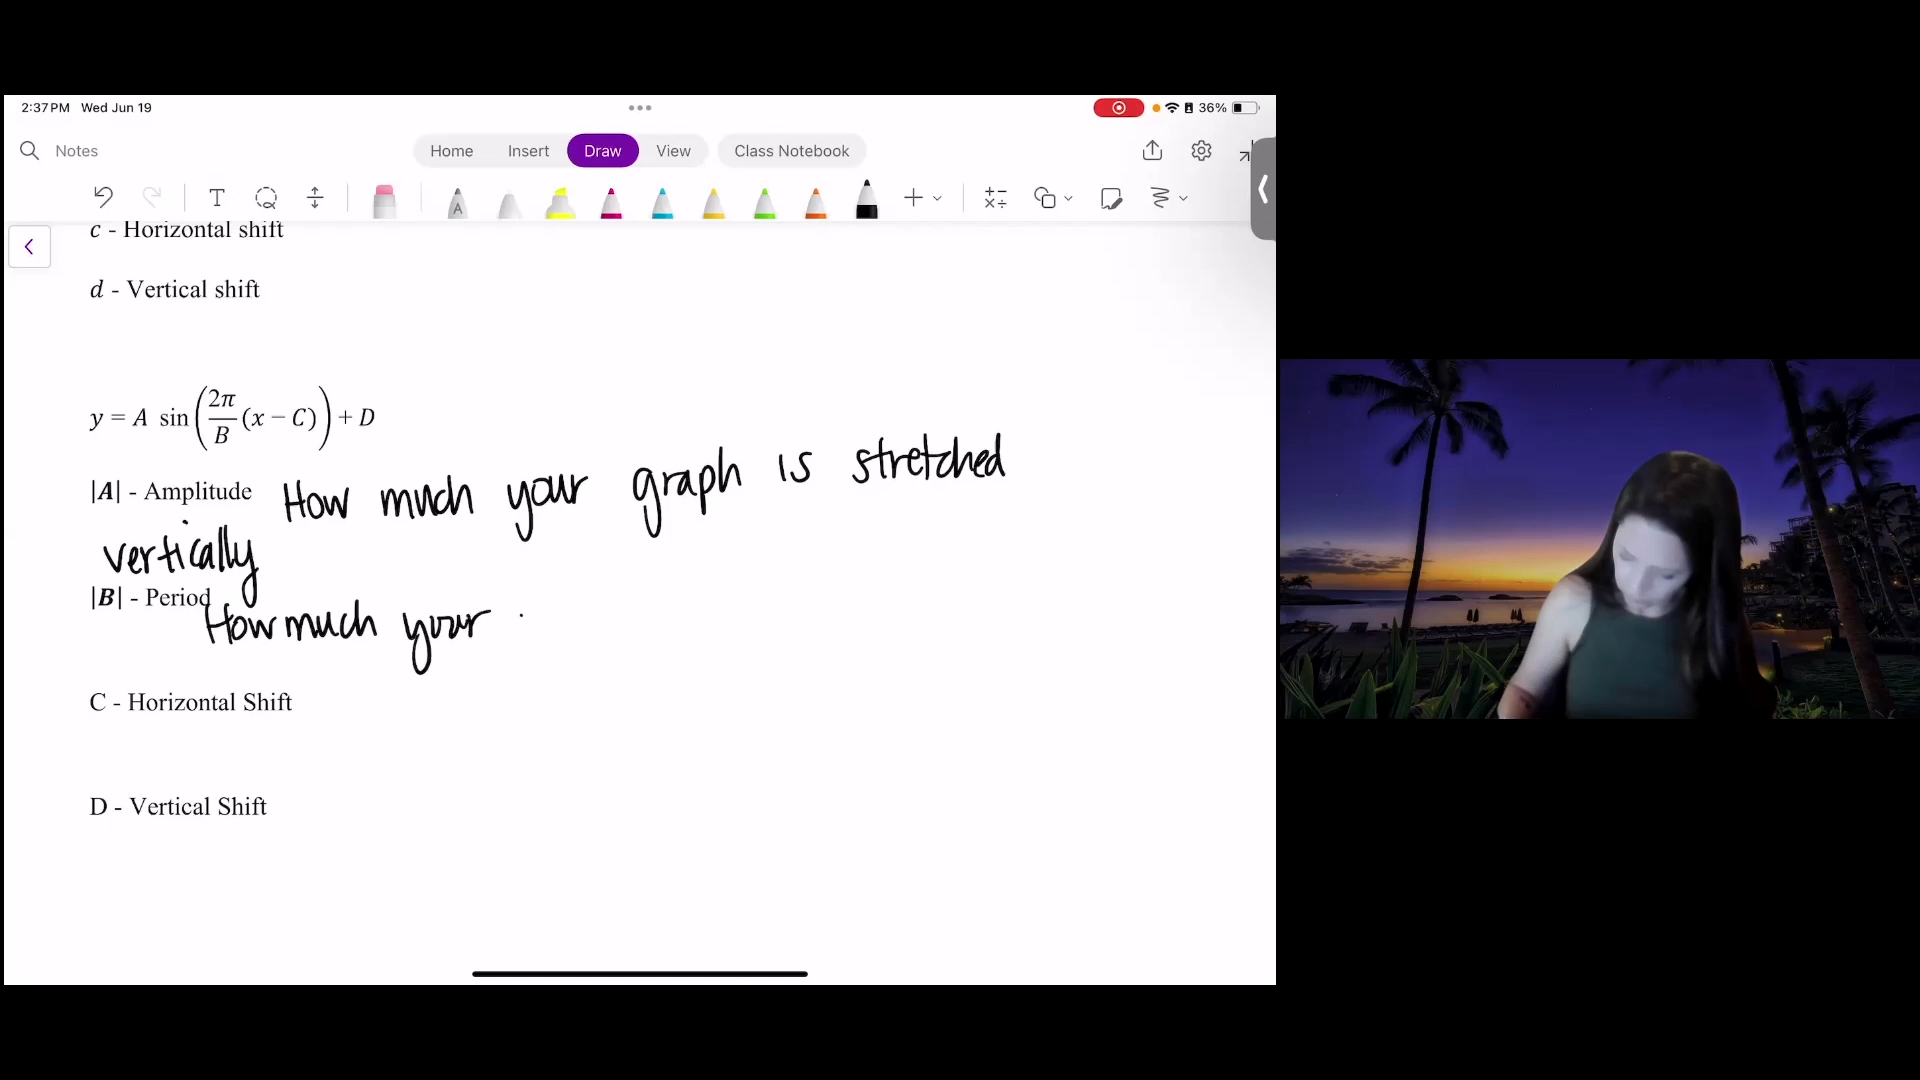 2:37 PM Wed Jun 19
36%
Notes
Home Insert Draw View Class Notebook
T
A
c - Horizontal shift
d - Vertical shift
y = A sin(2π/B (x − C)) + D
|A| - Amplitude How much your graph is stretched
vertically
|B| - Period
How much your
C - Horizontal Shift
D - Vertical Shift